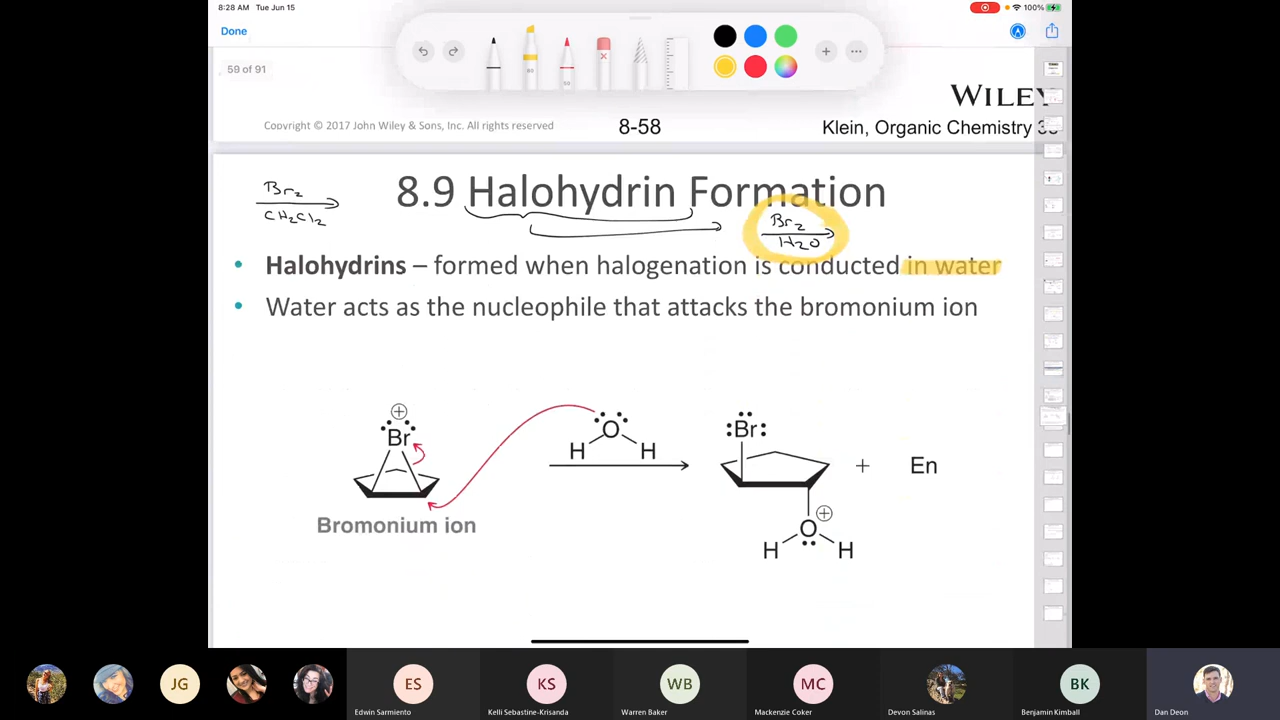 8:28 AM Tue Jun 15
100%
Done
59 of 91
WILEY
Copyright © 2017 John Wiley & Sons, Inc. All rights reserved
8-58
Klein, Organic Chemistry
8.9 Halohydrin Formation
Br₂
CH₂Cl₂
Br₂
H₂O
• Halohydrins – formed when halogenation is conducted in water
• Water acts as the nucleophile that attacks the bromonium ion
Br
H O H
Br
+ En
Bromonium ion
O
H H
JG
ES
KS
WB
MC
BK
Edwin Sarmiento
Kelli Sebastine-Krisanda
Warren Baker
Mackenzie Coker
Devon Salinas
Benjamin Kimball
Dan Deon